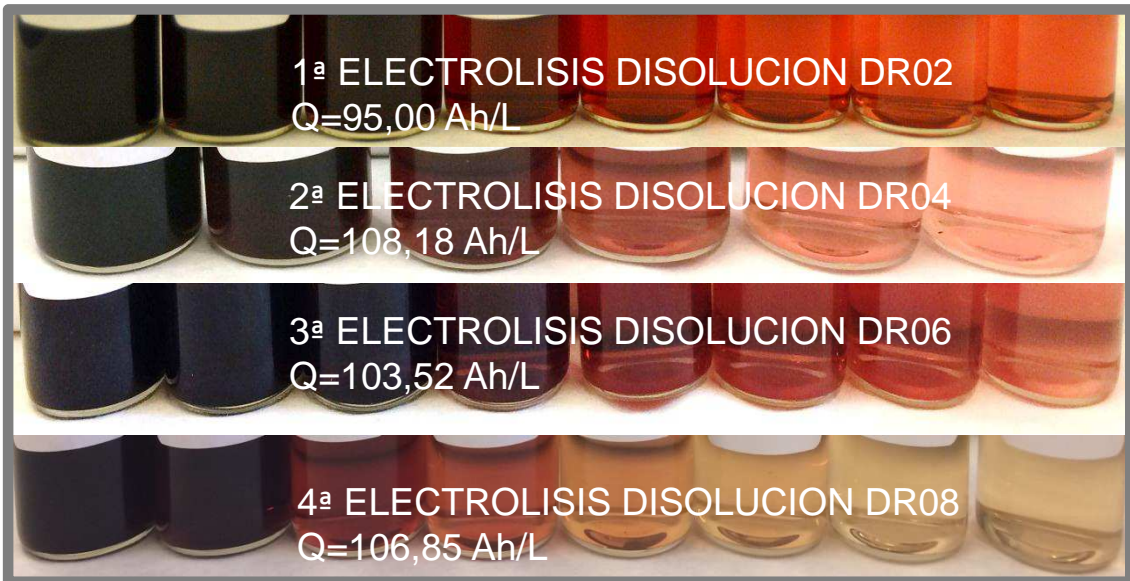 1ª ELECTROLISIS DISOLUCION DR02
Q=95,00 Ah/L
2ª ELECTROLISIS DISOLUCION DR04
Q=108,18 Ah/L
3ª ELECTROLISIS DISOLUCION DR06
Q=103,52 Ah/L
4ª ELECTROLISIS DISOLUCION DR08
Q=106,85 Ah/L